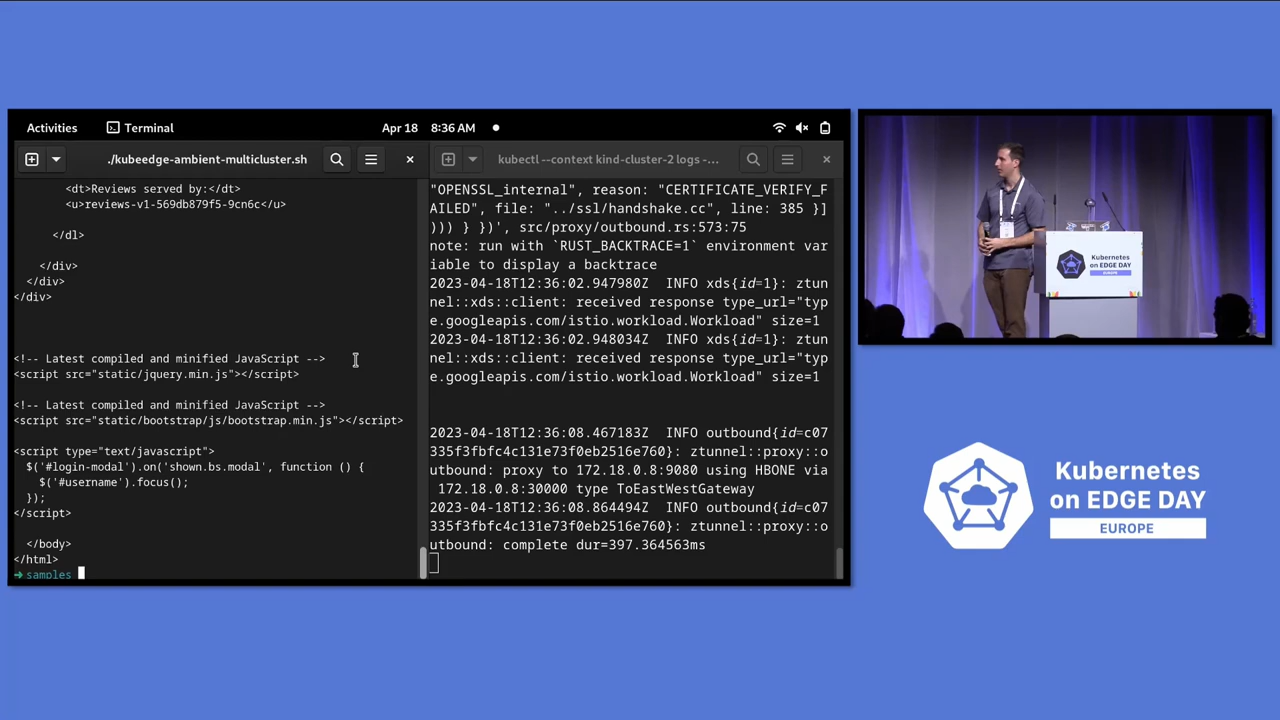 Activities
Terminal
Apr 18 8:36 AM
./kubeedge-ambient-multicluster.sh
<dt>Reviews served by:</dt>
<u>reviews-v1-569db879f5-9cn6c</u>
</dl>
</div>
</div>
</div>
<!-- Latest compiled and minified JavaScript -->
<script src="static/jquery.min.js"></script>
<!-- Latest compiled and minified JavaScript -->
<script src="static/bootstrap/js/bootstrap.min.js"></script>
<script type="text/javascript">
$('#login-modal').on('shown.bs.modal', function () {
$('#username').focus();
});
</script>
</body>
</html>
➜ samples
kubectl --context kind-cluster-2 logs -...
"OPENSSL_internal", reason: "CERTIFICATE_VERIFY_F
AILED", file: "../ssl/handshake.cc", line: 385 }]
))) } })', src/proxy/outbound.rs:573:75
note: run with `RUST_BACKTRACE=1` environment var
iable to display a backtrace
2023-04-18T12:36:02.947980Z  INFO xds{id=1}: ztun
nel::xds::client: received response type_url="typ
e.googleapis.com/istio.workload.Workload" size=1
2023-04-18T12:36:02.948034Z  INFO xds{id=1}: ztun
nel::xds::client: received response type_url="typ
e.googleapis.com/istio.workload.Workload" size=1
2023-04-18T12:36:08.467183Z  INFO outbound{id=c07
335f3fbfc4c131e73f0eb2516e760}: ztunnel::proxy::o
utbound: proxy to 172.18.0.8:9080 using HBONE via
172.18.0.8:30000 type ToEastWestGateway
2023-04-18T12:36:08.864494Z  INFO outbound{id=c07
335f3fbfc4c131e73f0eb2516e760}: ztunnel::proxy::o
utbound: complete dur=397.364563ms
Kubernetes
on EDGE DAY
EUROPE
Kubernetes
on EDGE DAY
EUROPE